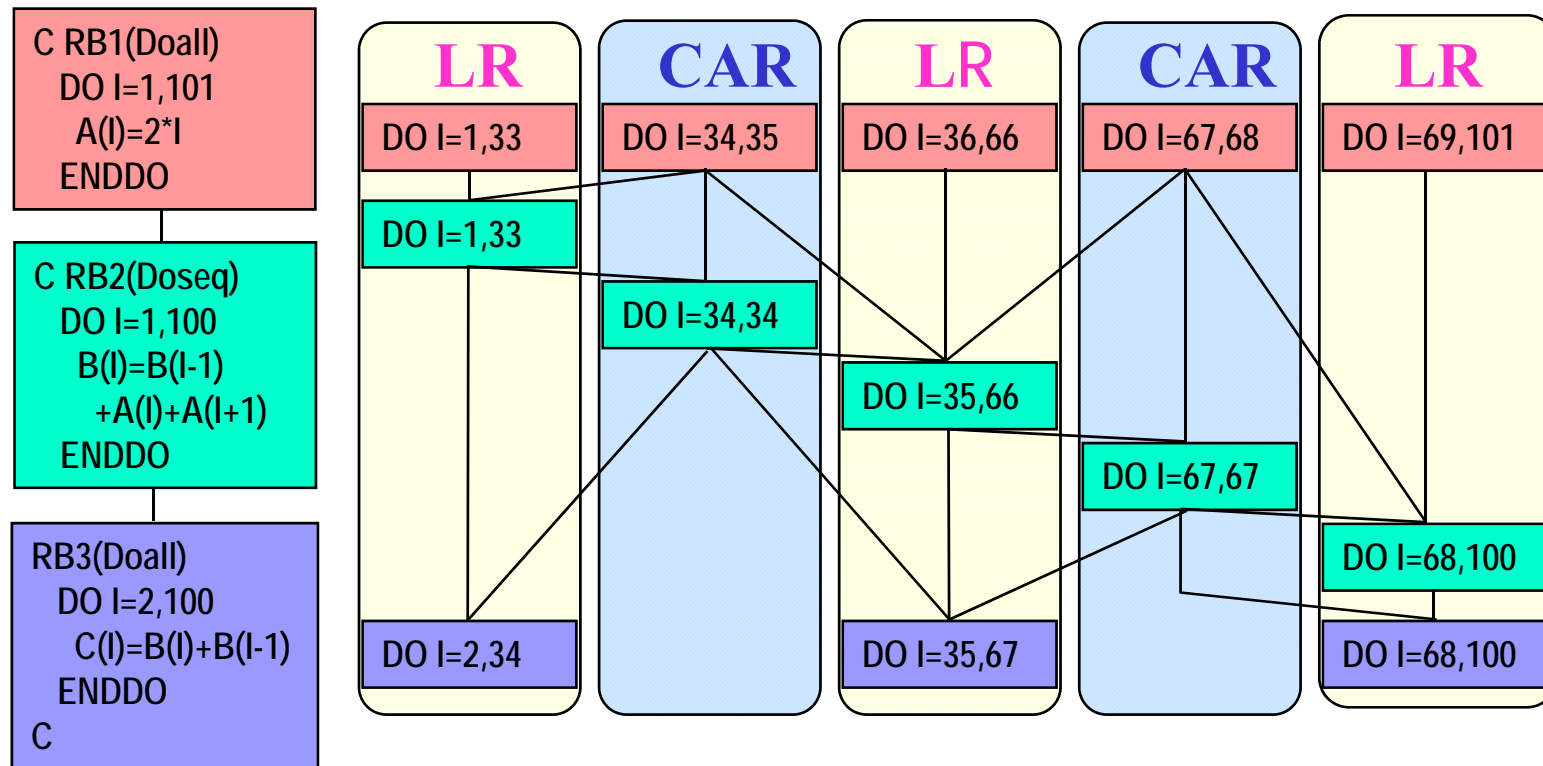 C RB1(Doall)
DO I=1,101
A(I)=2*I
ENDDO
C RB2(Doseq)
DO I=1,100
B(I)=B(I-1)
+A(I)+A(I+1)
ENDDO
RB3(Doall)
DO I=2,100
C(I)=B(I)+B(I-1)
ENDDO
C
LR
CAR
LR
CAR
LR
DO I=1,33
DO I=34,35
DO I=36,66
DO I=67,68
DO I=69,101
DO I=1,33
DO I=34,34
DO I=35,66
DO I=67,67
DO I=68,100
DO I=2,34
DO I=35,67
DO I=68,100